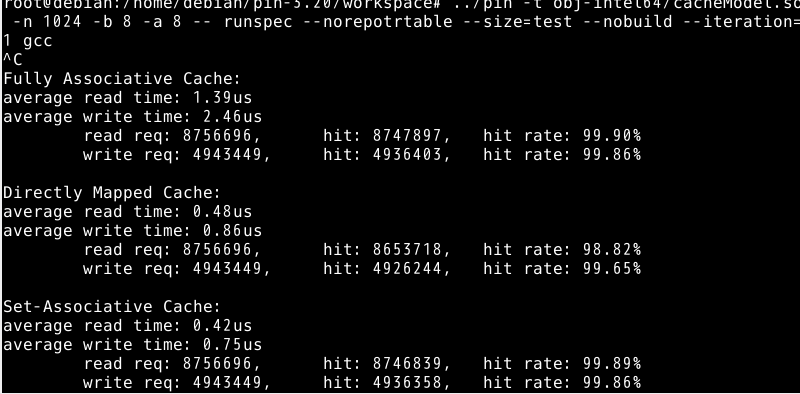 root@debian:/home/debian/pin-3.20/workspace# ../pin -t obj-intel64/cacheModel.so
-n 1024 -b 8 -a 8 -- runspec --norepotrtable --size=test --nobuild --iteration=
1 gcc
^C
Fully Associative Cache:
average read time: 1.39us
average write time: 2.46us
read req: 8756696, hit: 8747897, hit rate: 99.90%
write req: 4943449, hit: 4936403, hit rate: 99.86%
Directly Mapped Cache:
average read time: 0.48us
average write time: 0.86us
read req: 8756696, hit: 8653718, hit rate: 98.82%
write req: 4943449, hit: 4926244, hit rate: 99.65%
Set-Associative Cache:
average read time: 0.42us
average write time: 0.75us
read req: 8756696, hit: 8746839, hit rate: 99.89%
write req: 4943449, hit: 4936358, hit rate: 99.86%